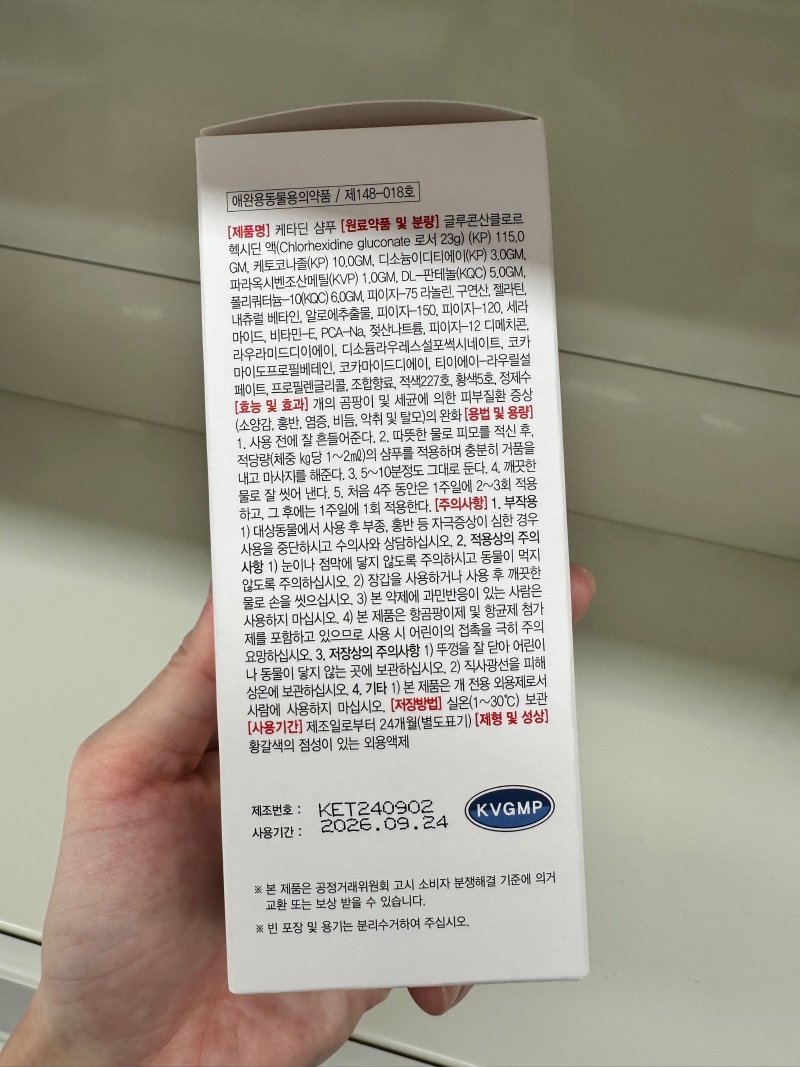 애완용동물용의약품 / 제148-018호
[제품명] 케타딘 샴푸 [원료약품 및 분량] 글루콘산클로르
헥시딘 액(Chlorhexidine gluconate 로서 23g) (KP) 115.0
GM, 케토코나졸(KP) 10.0GM, 디소듐이디티에이(KP) 3.0GM,
파라옥시벤조산메틸(KVP) 1.0GM, DL-판테놀(KQC) 5.0GM,
폴리쿼터늄-10(KQC) 6.0GM, 피이지-75 라놀린, 구연산, 젤라틴,
내츄럴 베타인, 알로에추출물, 피이지-150, 피이지-120, 세라
마이드, 비타민-E, PCA-Na, 젖산나트륨, 피이지-12 디메치콘,
라우라미드디이에이, 디소듐라우레스설포썩시네이트, 코카
마이도프로필베테인, 코카마이드디에이, 티이에이-라우릴설
페이트, 프로필렌글리콜, 조합향료, 적색227호, 황색5호, 정제수
[효능 및 효과] 개의 곰팡이 및 세균에 의한 피부질환 증상
(소양감, 홍반, 염증, 비듬, 악취 및 탈모)의 완화 [용법 및 용량]
1. 사용 전에 잘 흔들어준다. 2. 따뜻한 물로 피모를 적신 후,
적당량(체중 kg당 1~2㎖)의 샴푸를 적용하며 충분히 거품을
내고 마사지를 해준다. 3. 5~10분정도 그대로 둔다. 4. 깨끗한
물로 잘 씻어 낸다. 5. 처음 4주 동안은 1주일에 2~3회 적용
하고, 그 후에는 1주일에 1회 적용한다. [주의사항] 1. 부작용
1) 대상동물에서 사용 후 부종, 홍반 등 자극증상이 심한 경우
사용을 중단하시고 수의사와 상담하십시오. 2. 적용상의 주의
사항 1) 눈이나 점막에 닿지 않도록 주의하시고 동물이 먹지
않도록 주의하십시오. 2) 장갑을 사용하거나 사용 후 깨끗한
물로 손을 씻으십시오. 3) 본 약제에 과민반응이 있는 사람은
사용하지 마십시오. 4) 본 제품은 항곰팡이제 및 항균제 첨가
제를 포함하고 있으므로 사용 시 어린이의 접촉을 극히 주의
요망하십시오. 3. 저장상의 주의사항 1) 뚜껑을 잘 닫아 어린이
나 동물이 닿지 않는 곳에 보관하십시오. 2) 직사광선을 피해
상온에 보관하십시오. 4. 기타 1) 본 제품은 개 전용 외용제로서
사람에 사용하지 마십시오. [저장방법] 실온(1~30℃) 보관
[사용기간] 제조일로부터 24개월(별도표기) [제형 및 성상]
황갈색의 점성이 있는 외용액제
제조번호 : KET240902
사용기간 : 2026.09.24
KVGMP
※ 본 제품은 공정거래위원회 고시 소비자 분쟁해결 기준에 의거
교환 또는 보상 받을 수 있습니다.
※ 빈 포장 및 용기는 분리수거하여 주십시오.